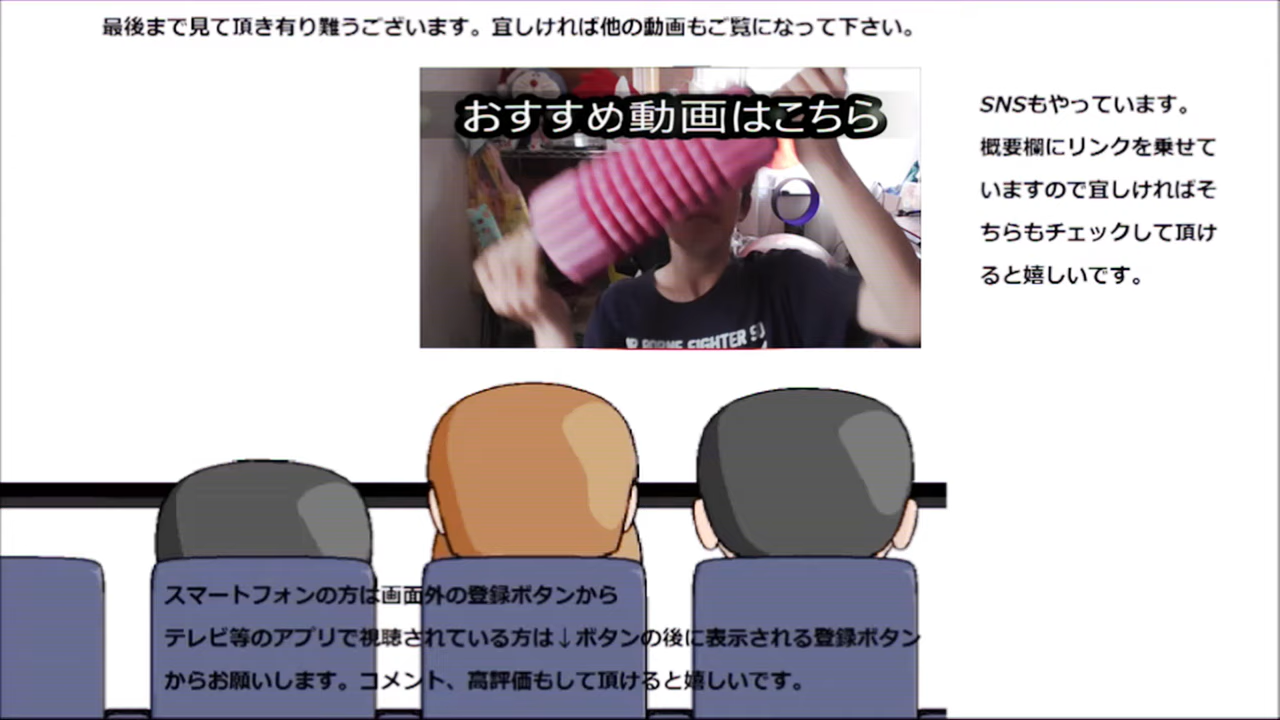 最後まで見て頂き有り難うございます。宜しければ他の動画もご覧になって下さい。
おすすめ動画はこちら
SNSもやっています。
概要欄にリンクを乗せて
いますので宜しければそ
ちらもチェックして頂け
ると嬉しいです。
FIGHTER
スマートフォンの方は画面外の登録ボタンから
テレビ等のアプリで視聴されている方は↓ボタンの後に表示される登録ボタン
からお願いします。コメント、高評価もして頂けると嬉しいです。